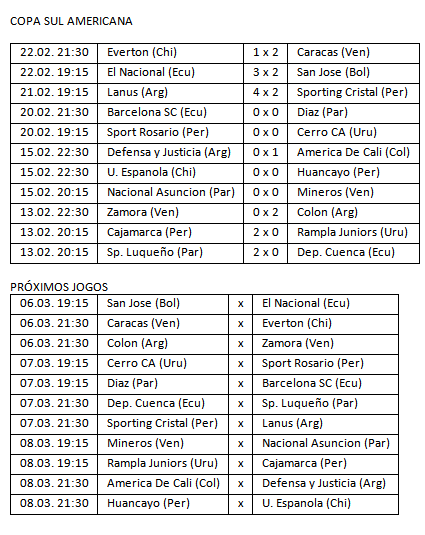 COPA SUL AMERICANA
22.02. 21:30 Everton (Chi) 1 x 2 Caracas (Ven)
22.02. 19:15 El Nacional (Ecu) 3 x 2 San Jose (Bol)
21.02. 19:15 Lanus (Arg) 4 x 2 Sporting Cristal (Per)
20.02. 21:30 Barcelona SC (Ecu) 0 x 0 Diaz (Par)
20.02. 19:15 Sport Rosario (Per) 0 x 0 Cerro CA (Uru)
15.02. 22:30 Defensa y Justicia (Arg) 0 x 1 America De Cali (Col)
15.02. 22:30 U. Espanola (Chi) 0 x 0 Huancayo (Per)
15.02. 20:15 Nacional Asuncion (Par) 0 x 0 Mineros (Ven)
13.02. 22:30 Zamora (Ven) 0 x 2 Colon (Arg)
13.02. 20:15 Cajamarca (Per) 2 x 0 Rampla Juniors (Uru)
13.02. 20:15 Sp. Luqueño (Par) 2 x 0 Dep. Cuenca (Ecu)
PRÓXIMOS JOGOS
06.03. 19:15 San Jose (Bol) x El Nacional (Ecu)
06.03. 21:30 Caracas (Ven) x Everton (Chi)
06.03. 21:30 Colon (Arg) x Zamora (Ven)
07.03. 19:15 Cerro CA (Uru) x Sport Rosario (Per)
07.03. 19:15 Diaz (Par) x Barcelona SC (Ecu)
07.03. 21:30 Dep. Cuenca (Ecu) x Sp. Luqueño (Par)
07.03. 21:30 Sporting Cristal (Per) x Lanus (Arg)
08.03. 19:15 Mineros (Ven) x Nacional Asuncion (Par)
08.03. 19:15 Rampla Juniors (Uru) x Cajamarca (Per)
08.03. 21:30 America De Cali (Col) x Defensa y Justicia (Arg)
08.03. 21:30 Huancayo (Per) x U. Espanola (Chi)